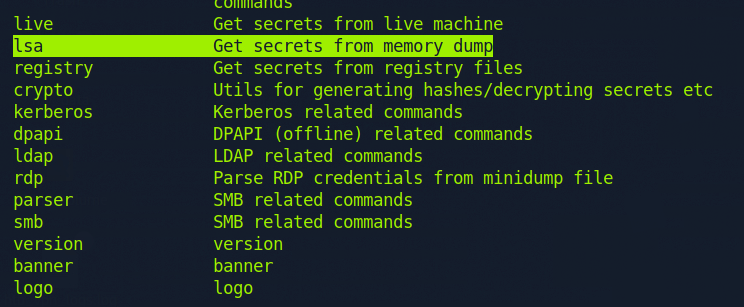 commands
live Get secrets from live machine
lsa Get secrets from memory dump
registry Get secrets from registry files
crypto Utils for generating hashes/decrypting secrets etc
kerberos Kerberos related commands
dpapi DPAPI (offline) related commands
ldap LDAP related commands
rdp Parse RDP credentials from minidump file
parser SMB related commands
smb SMB related commands
version version
banner banner
logo logo